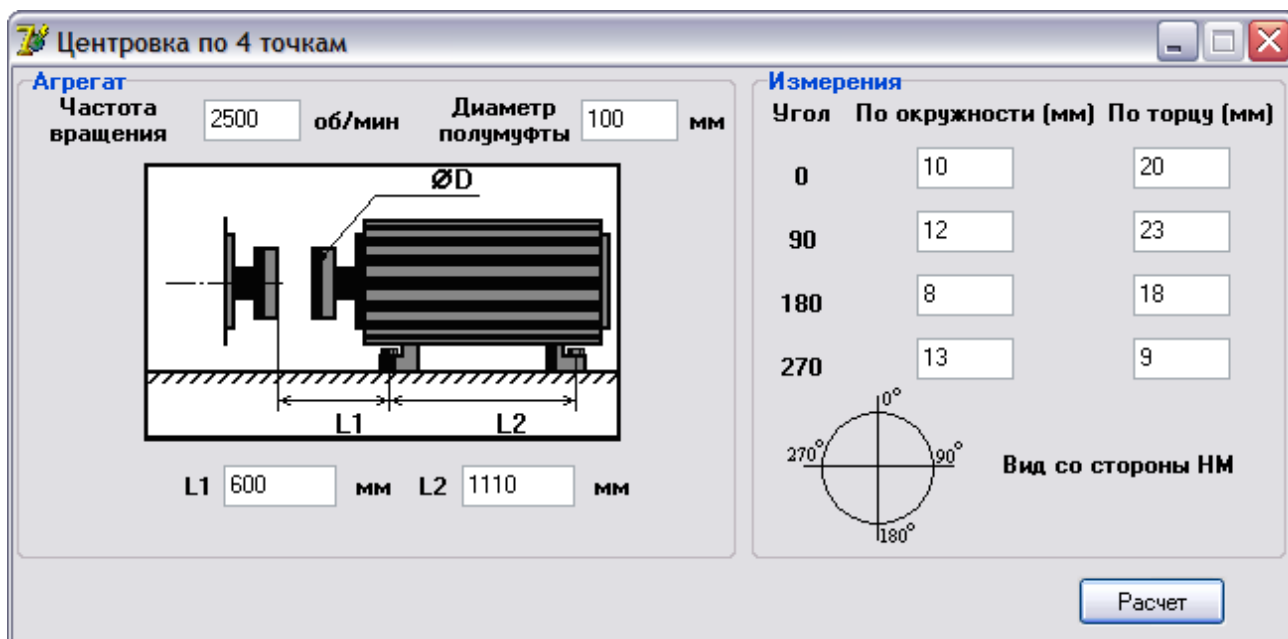 Центровка по 4 точкам
Агрегат
Частота вращения 2500 об/мин Диаметр полумуфты 100 мм
ØD
L1 L2
L1 600 мм L2 1110 мм
Измерения
Угол По окружности (мм) По торцу (мм)
0 10 20
90 12 23
180 8 18
270 13 9
0°
270° 90° Вид со стороны НМ
180°
Расчет